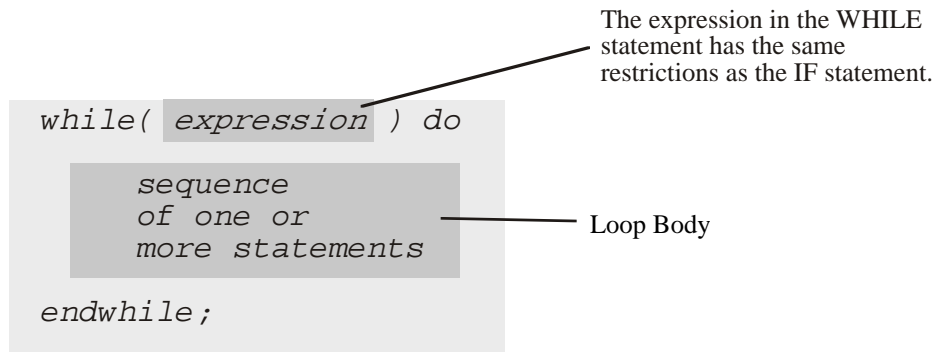 The expression in the WHILE
statement has the same
restrictions as the IF statement.
while( expression ) do
sequence
of one or
more statements
Loop Body
endwhile;